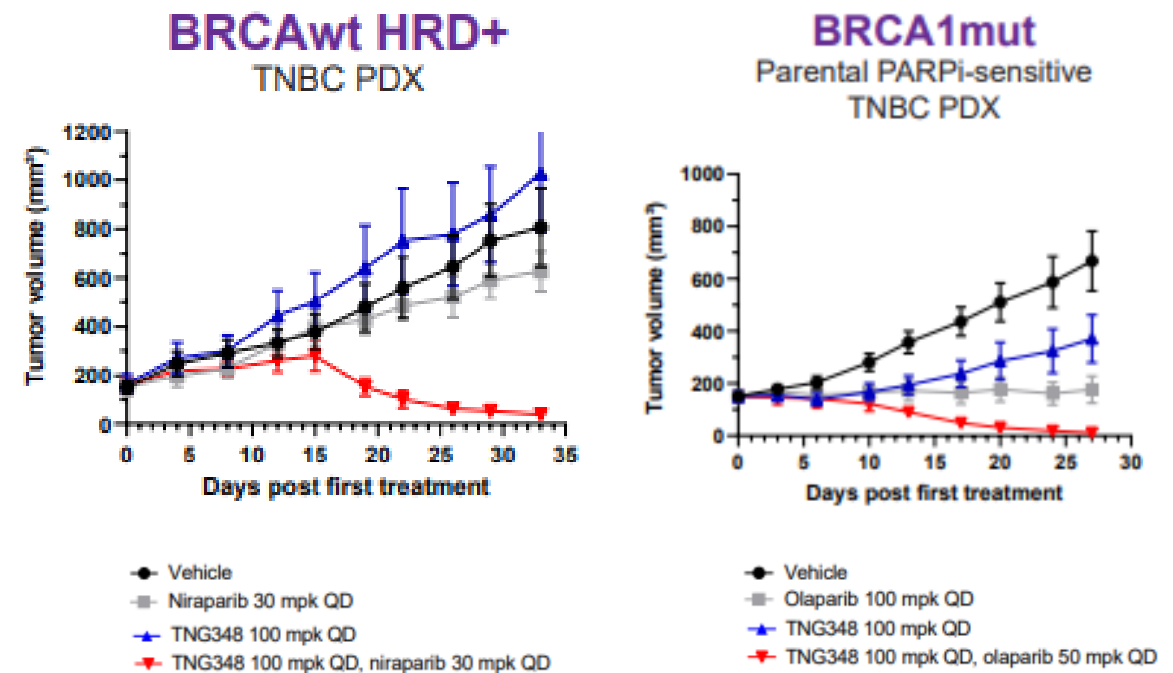 BRCAwt HRD+
TNBC PDX
Tumor volume (mm³)
1200
1000
800
600
400
200
0
0 5 10 15 20 25 30 35
Days post first treatment
Vehicle
Niraparib 30 mpk QD
TNG348 100 mpk QD
TNG348 100 mpk QD, niraparib 30 mpk QD
BRCA1mut
Parental PARPi-sensitive
TNBC PDX
Tumor volume (mm³)
1000
800
600
400
200
0
0 5 10 15 20 25 30
Days post first treatment
Vehicle
Olaparib 100 mpk QD
TNG348 100 mpk QD
TNG348 100 mpk QD, olaparib 50 mpk QD